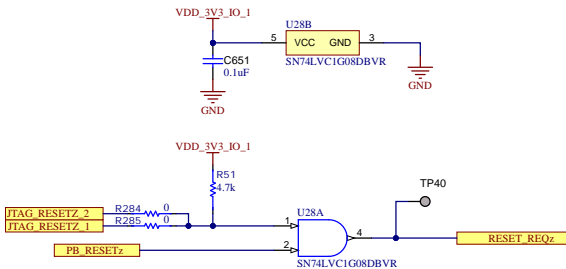 VDD_3V3_IO_1
U28B
5 VCC GND 3
SN74LVC1G08DBVR
C651
0.1uF
GND
GND
VDD_3V3_IO_1
R51
4.7k
TP40
JTAG_RESETZ_2 R284 0
JTAG_RESETZ_1 R285 0
U28A
1
4
RESET_REQz
PB_RESETz
2
SN74LVC1G08DBVR